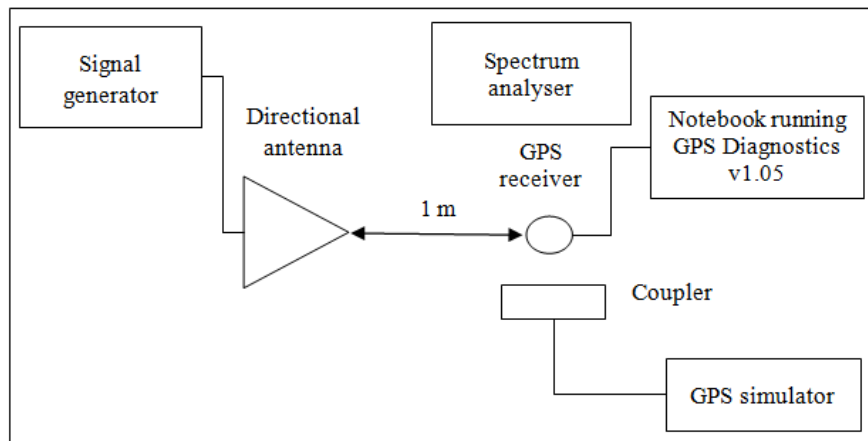 Signal
generator
Directional
antenna
Spectrum
analyser
GPS
receiver
Notebook running
GPS Diagnostics
v1.05
1 m
Coupler
GPS simulator